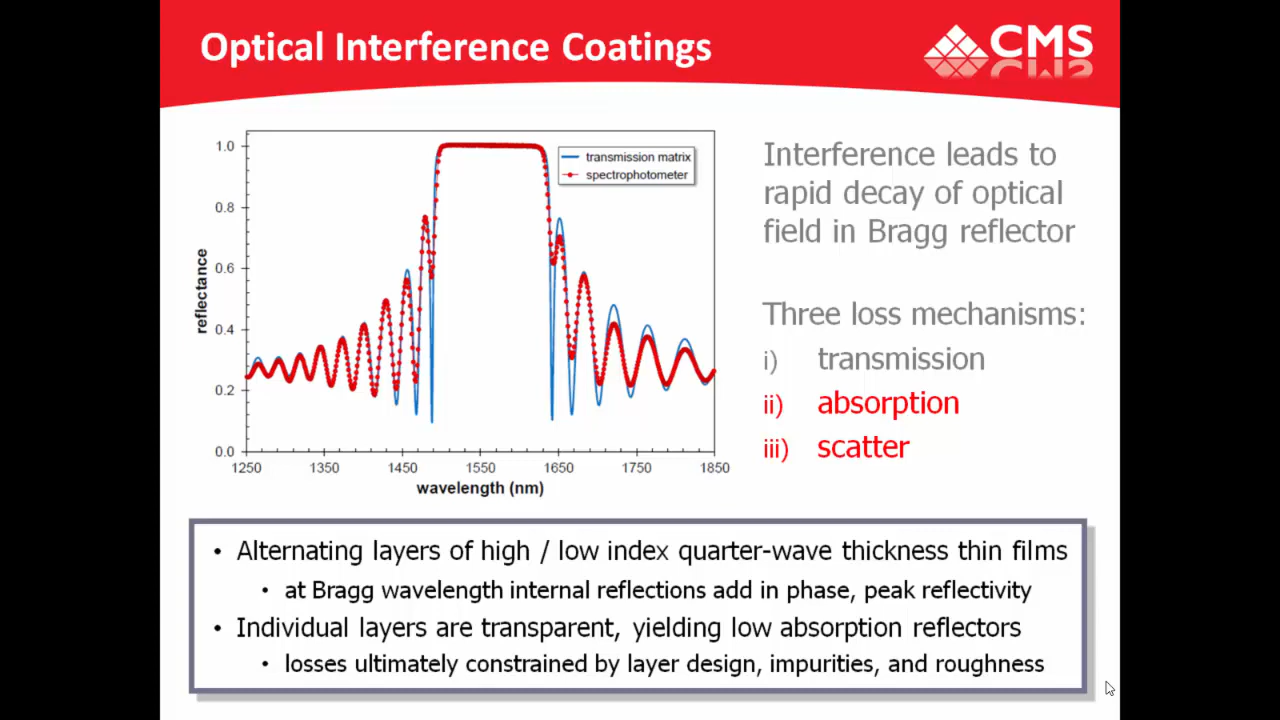 Optical Interference Coatings
CMS
transmission matrix
spectrophotometer
1.0
0.8
0.6
0.4
0.2
0.0
reflectance
1250 1350 1450 1550 1650 1750 1850
wavelength (nm)
Interference leads to
rapid decay of optical
field in Bragg reflector
Three loss mechanisms:
i) transmission
ii) absorption
iii) scatter
• Alternating layers of high / low index quarter-wave thickness thin films
• at Bragg wavelength internal reflections add in phase, peak reflectivity
• Individual layers are transparent, yielding low absorption reflectors
• losses ultimately constrained by layer design, impurities, and roughness